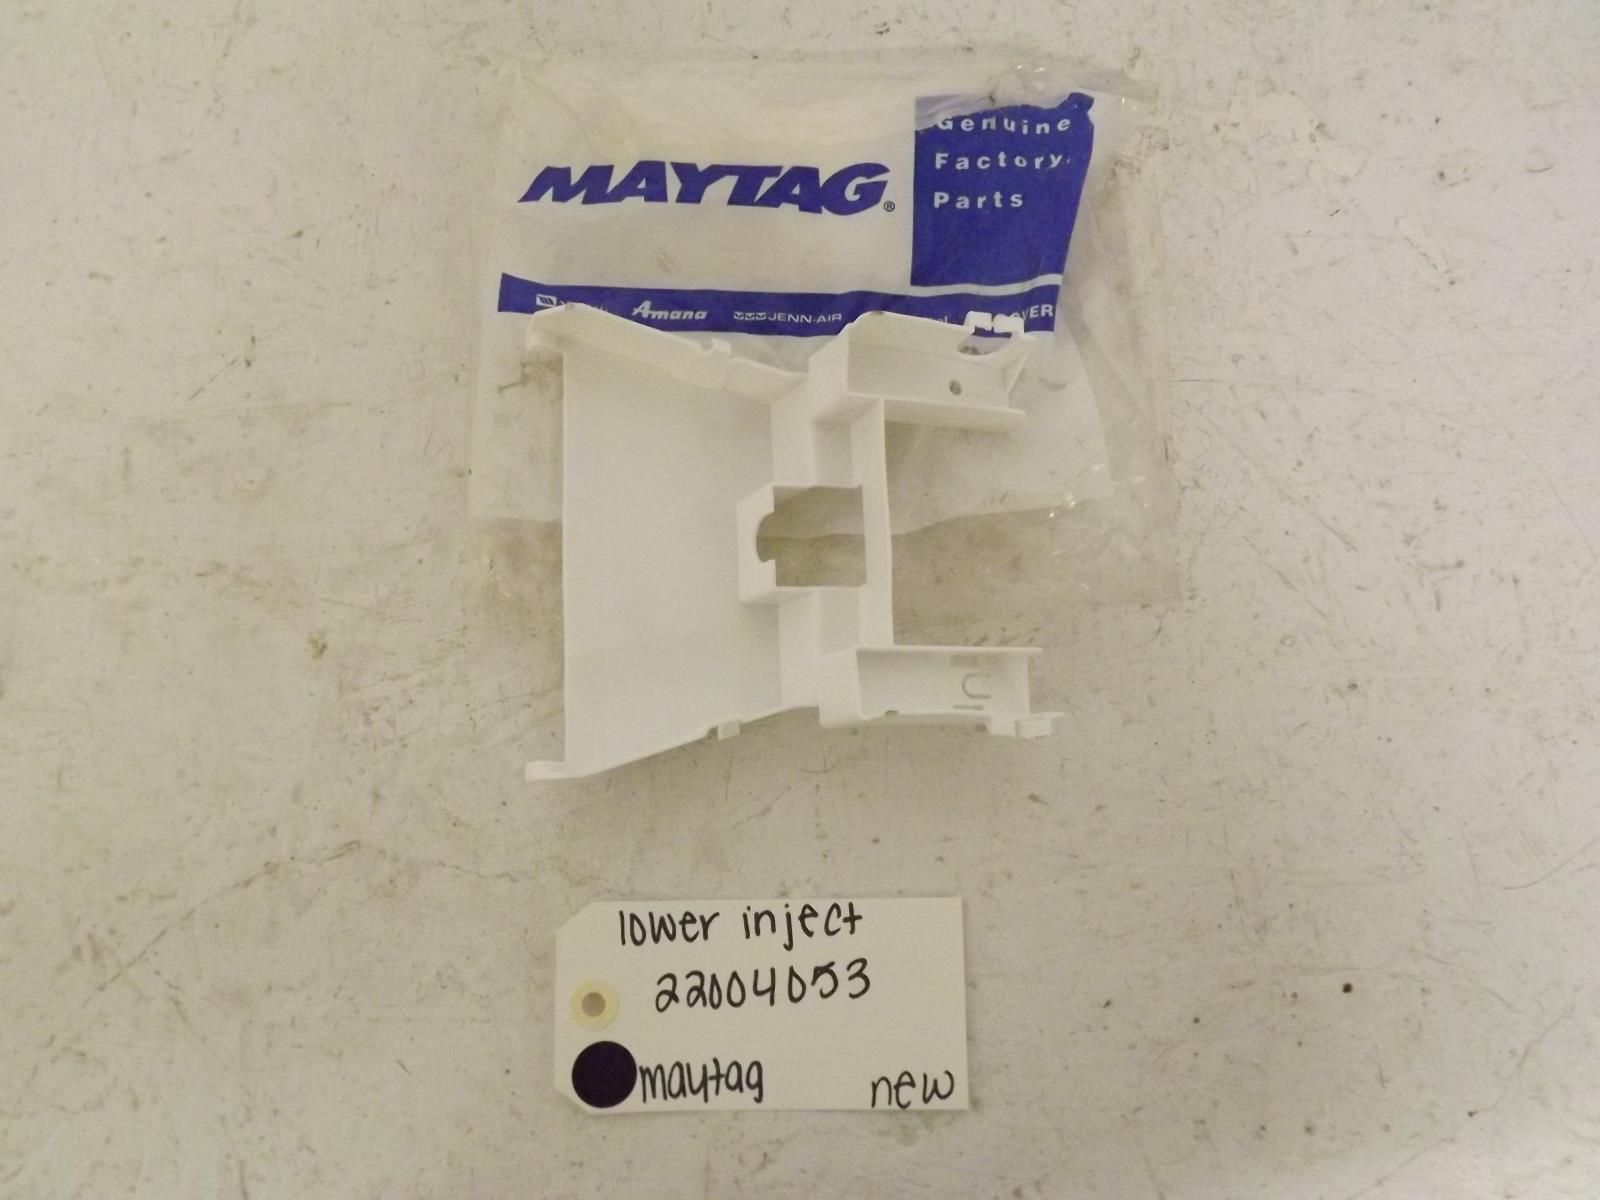 Genuine
Factory
Parts
MAYTAG®
Amana JENN-AIR
lower inject
22004053
maytag new